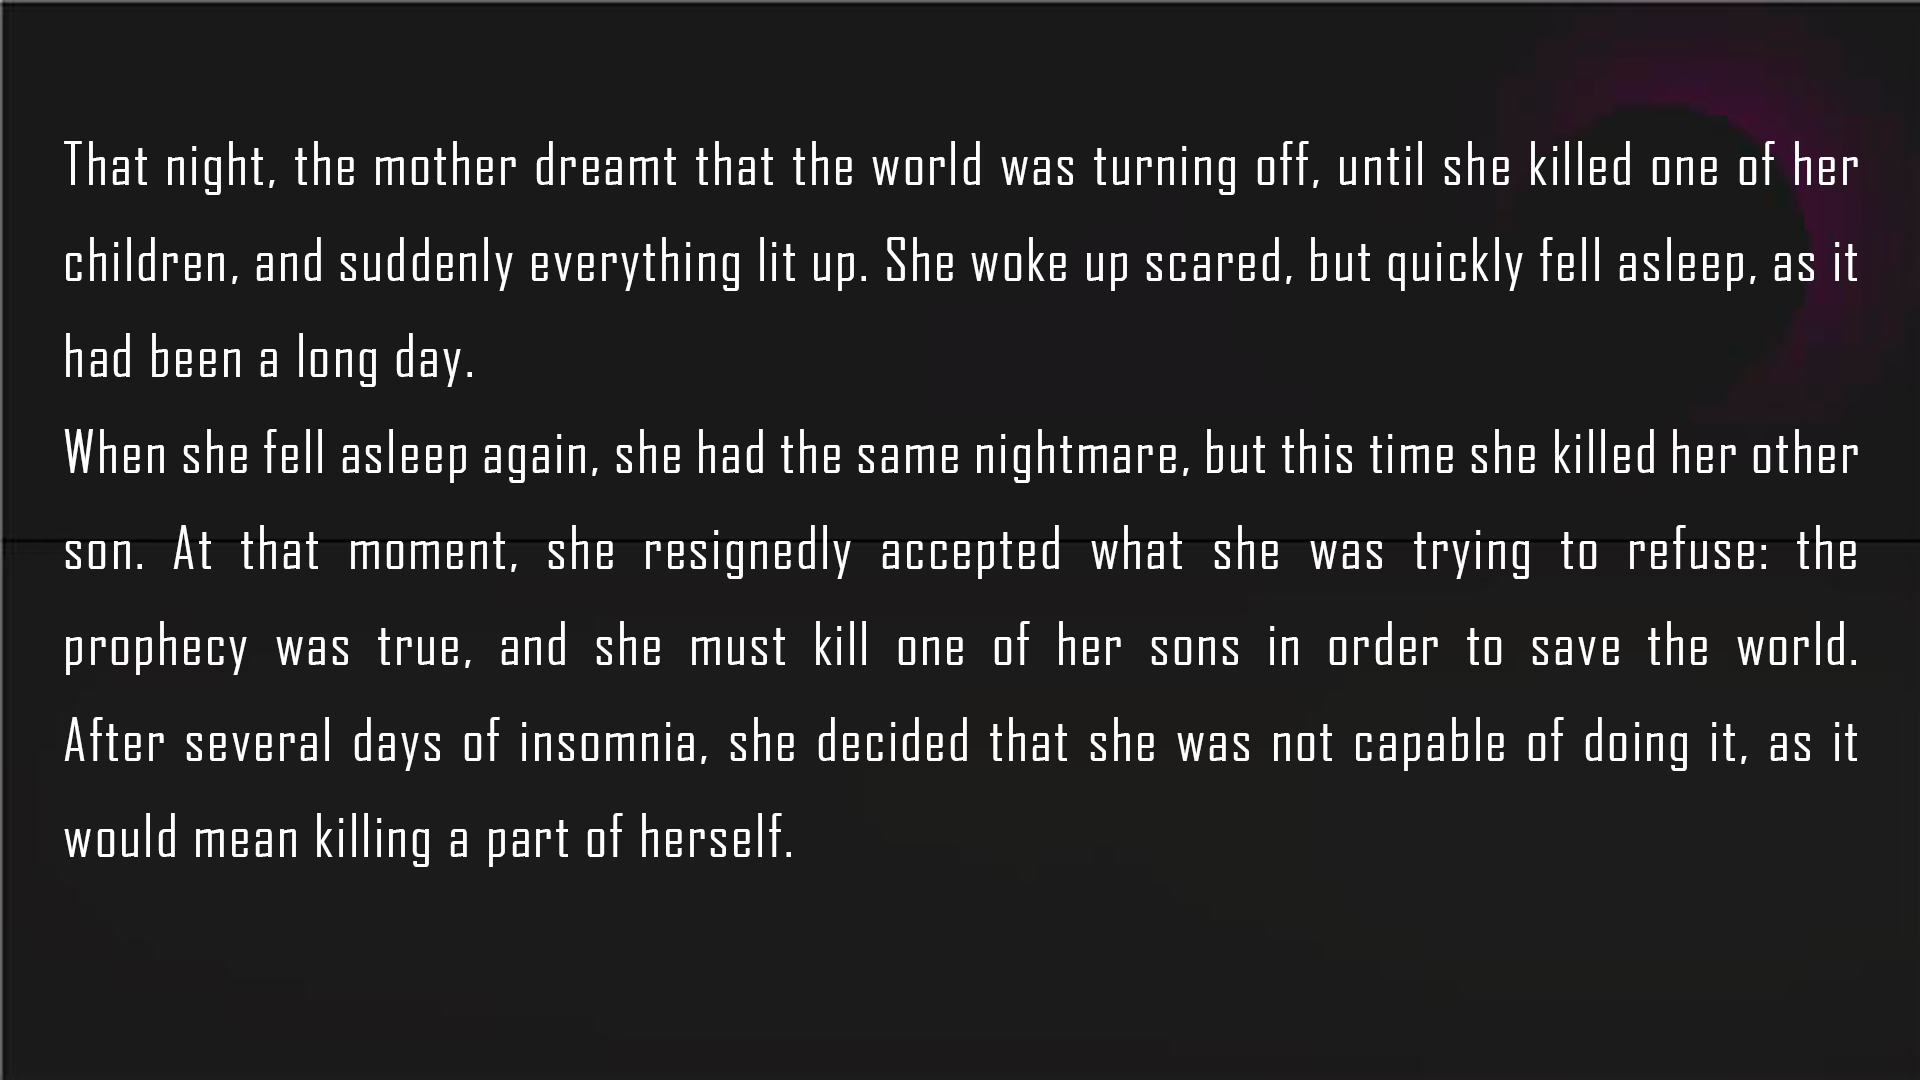 That night, the mother dreamt that the world was turning off, until she killed one of her
children, and suddenly everything lit up. She woke up scared, but quickly fell asleep, as it
had been a long day.
When she fell asleep again, she had the same nightmare, but this time she killed her other
son. At that moment, she resignedly accepted what she was trying to refuse: the
prophecy was true, and she must kill one of her sons in order to save the world.
After several days of insomnia, she decided that she was not capable of doing it, as it
would mean killing a part of herself.